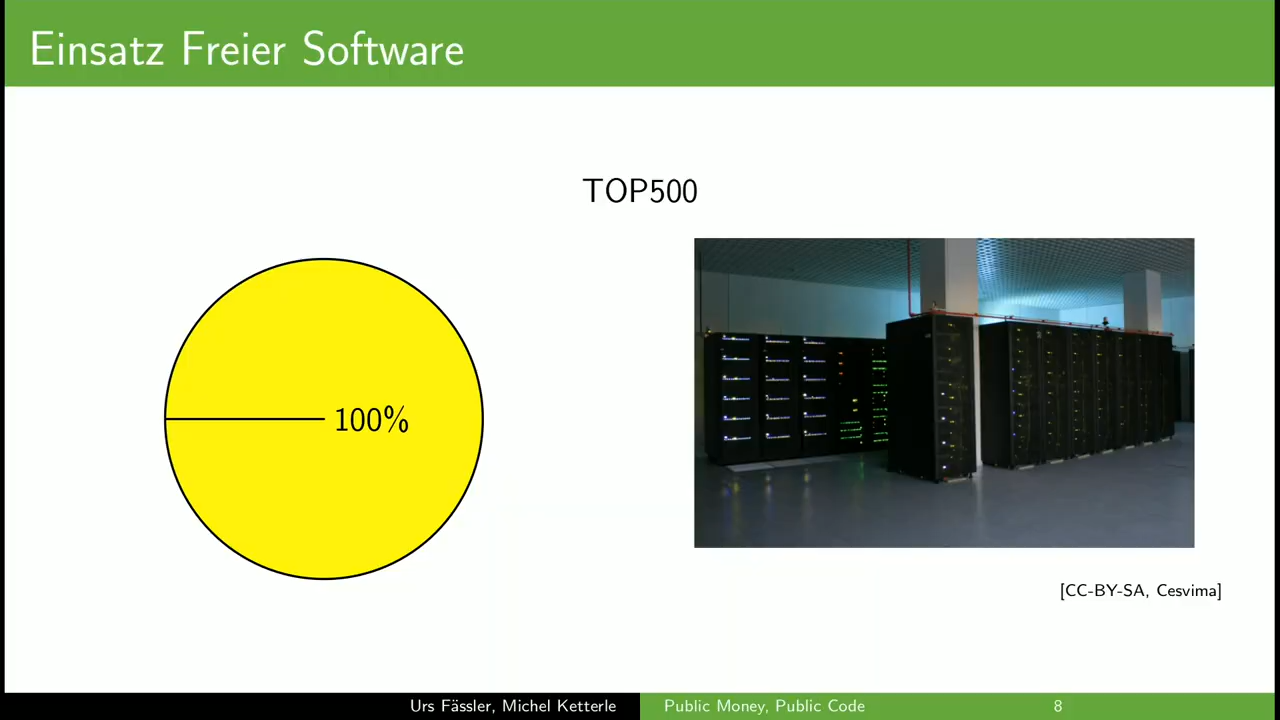 Einsatz Freier Software
TOP500
100%
[CC-BY-SA, Cesvima]
Urs Fässler, Michel Ketterle
Public Money, Public Code
8